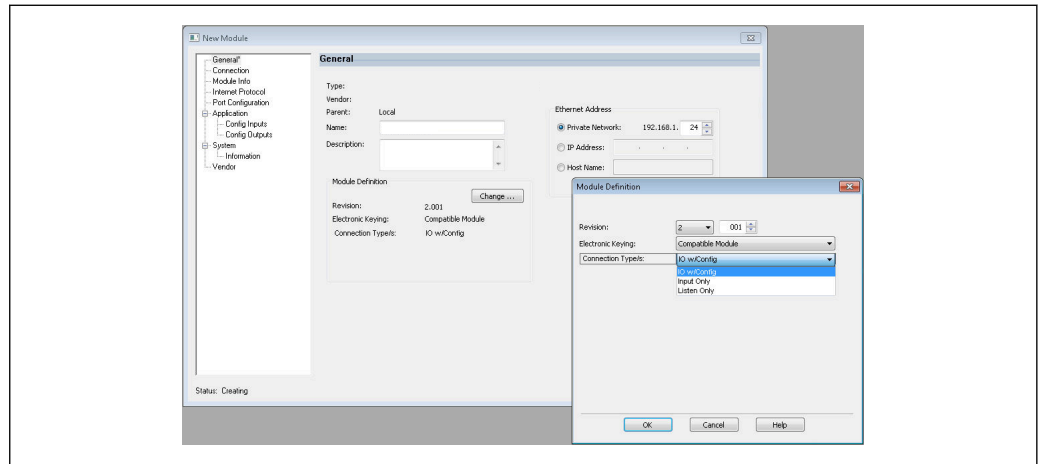 New Module
General*
Connection
Module Info
Internet Protocol
Port Configuration
Application
Config Inputs
Config Outputs
System
Information
Vendor
Status: Creating
General
Type:
Vendor:
Parent: Local
Name:
Description:
Module Definition
Change ...
Revision: 2.001
Electronic Keying: Compatible Module
Connection Type/s: IO w/Config
Ethernet Address
Private Network: 192.168.1. 24
IP Address: . . .
Host Name:
Module Definition
Revision: 2 001
Electronic Keying: Compatible Module
Connection Type/s: IO w/Config
IO w/Config
Input Only
Listen Only
OK Cancel Help